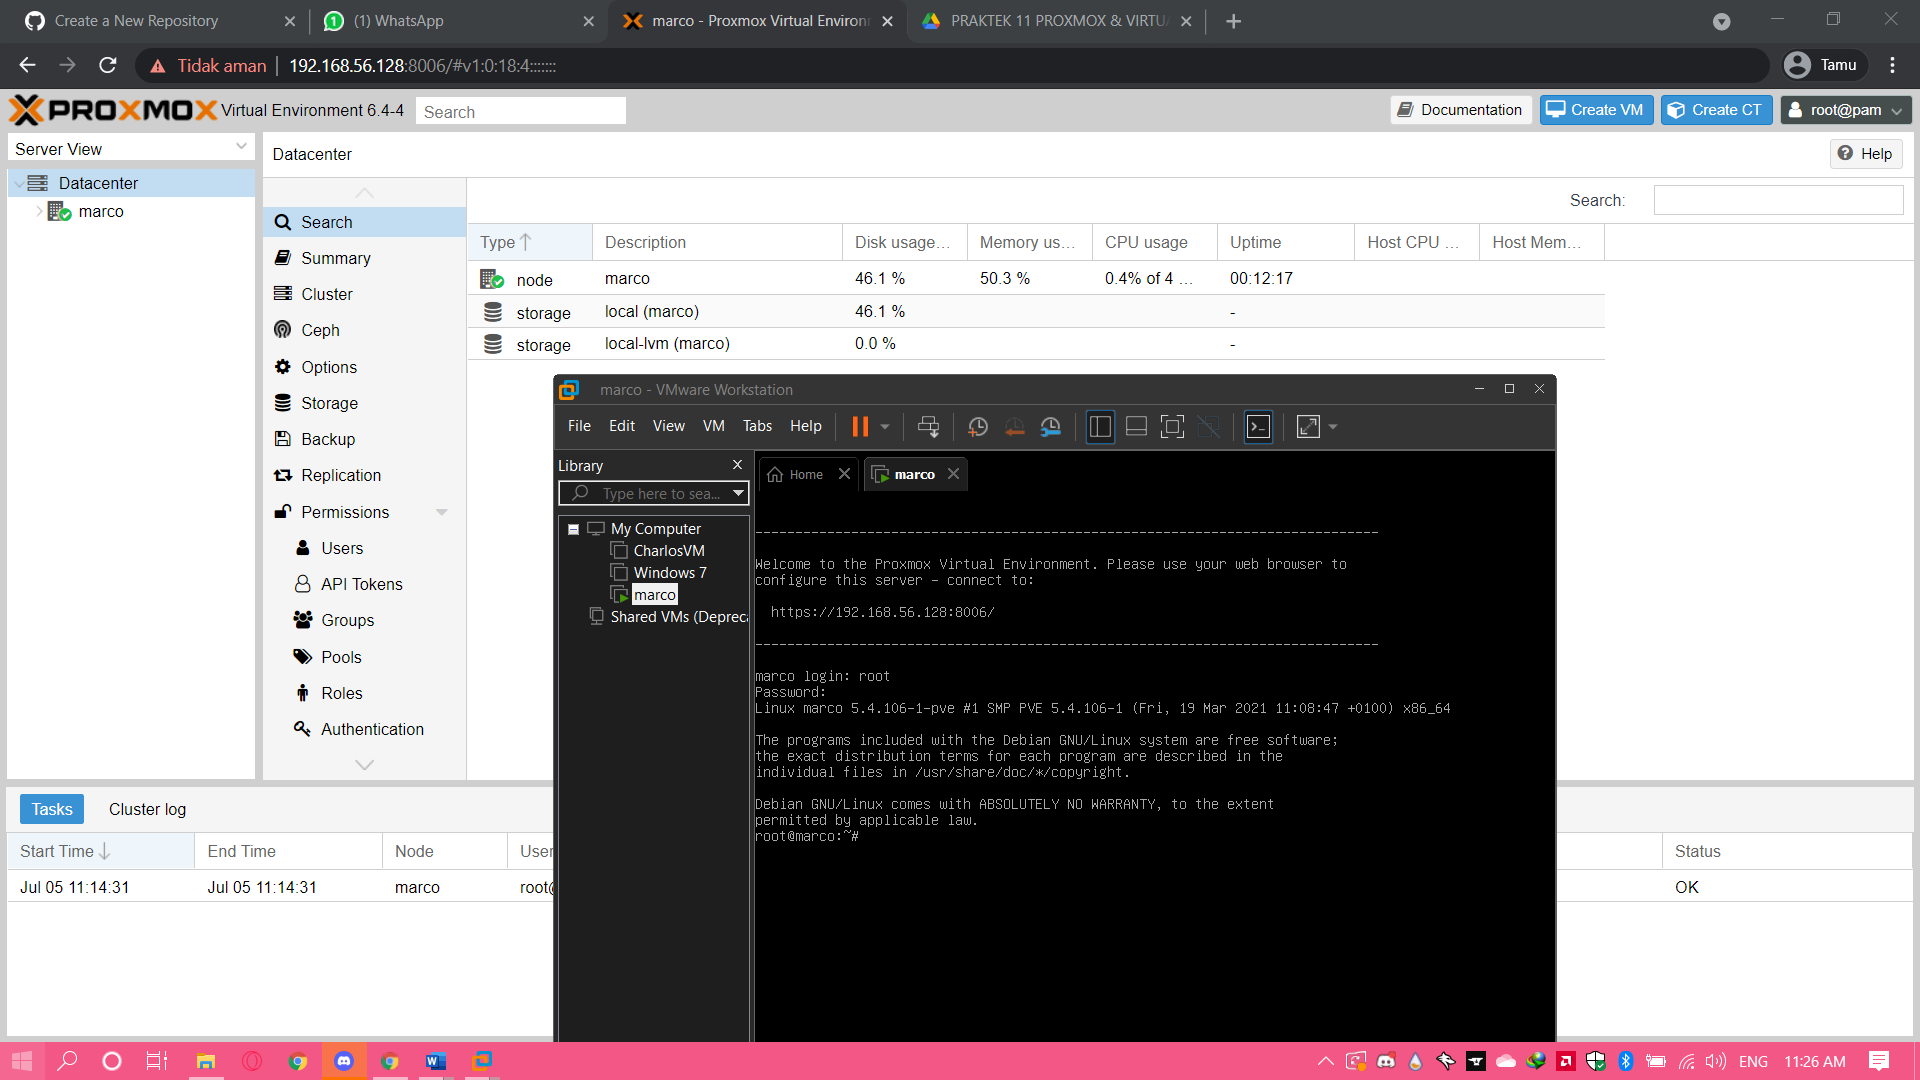 Create a New Repository
(1) WhatsApp
marco - Proxmox Virtual Environ
PRAKTEK 11 PROXMOX & VIRTU
Tidak aman
192.168.56.128:8006/#v1:0:18:4:::::::
Tamu
PROXMOX Virtual Environment 6.4-4
Search
Documentation
Create VM
Create CT
root@pam
Server View
Datacenter
marco
Datacenter
Help
Search:
Search
Summary
Cluster
Ceph
Options
Storage
Backup
Replication
Permissions
Users
API Tokens
Groups
Pools
Roles
Authentication
Type Description Disk usage... Memory us... CPU usage Uptime Host CPU ... Host Mem...
node marco 46.1 % 50.3 % 0.4% of 4 ... 00:12:17
storage local (marco) 46.1 % -
storage local-lvm (marco) 0.0 % -
marco - VMware Workstation
File Edit View VM Tabs Help
Library
Type here to sea...
My Computer
CharlosVM
Windows 7
marco
Shared VMs (Depreca
Home
marco
-------------------------------------------------------------------------------
Welcome to the Proxmox Virtual Environment. Please use your web browser to
configure this server - connect to:
https://192.168.56.128:8006/
-------------------------------------------------------------------------------
marco login: root
Password:
Linux marco 5.4.106-1-pve #1 SMP PVE 5.4.106-1 (Fri, 19 Mar 2021 11:08:47 +0100) x86_64
The programs included with the Debian GNU/Linux system are free software;
the exact distribution terms for each program are described in the
individual files in /usr/share/doc/*/copyright.
Debian GNU/Linux comes with ABSOLUTELY NO WARRANTY, to the extent
permitted by applicable law.
root@marco:~#
Tasks
Cluster log
Start Time End Time Node User Status
Jul 05 11:14:31 Jul 05 11:14:31 marco root@ OK
ENG
11:26 AM